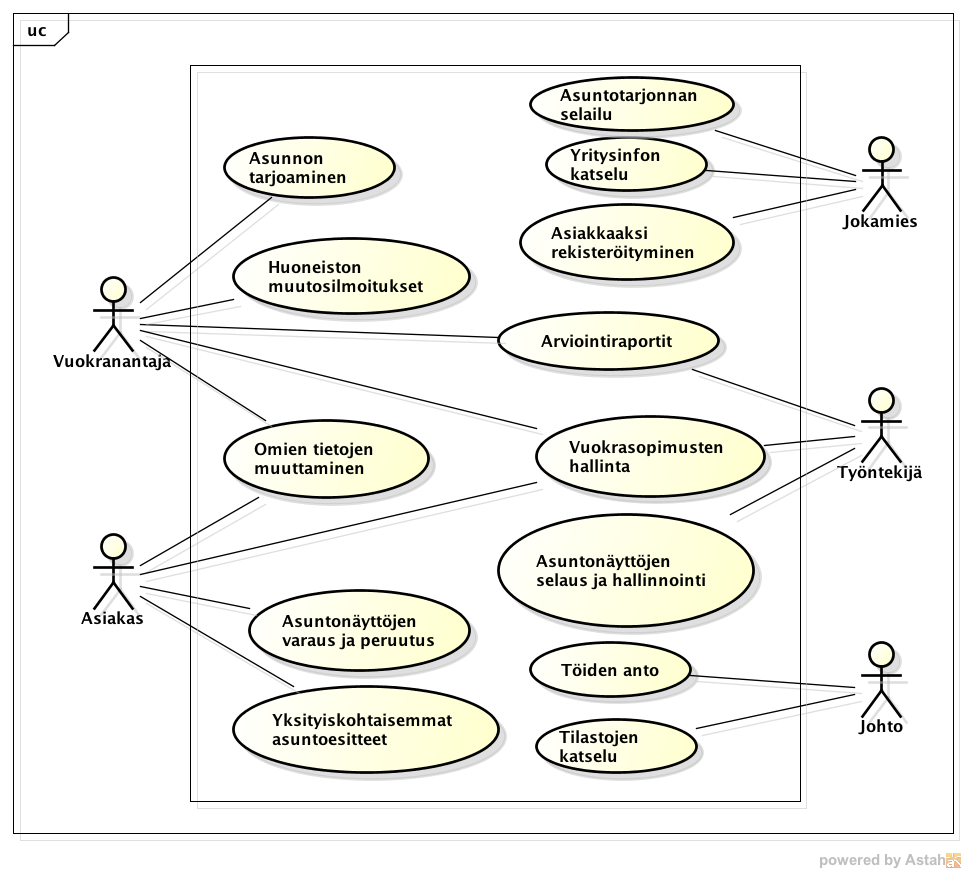 uc
Asuntotarjonnan
selailu
Yritysinfon
katselu
Asiakkaaksi
rekisteröityminen
Jokamies
Asunnon
tarjoaminen
Huoneiston
muutosilmoitukset
Vuokranantaja
Arviointiraportit
Omien tietojen
muuttaminen
Vuokrasopimusten
hallinta
Työntekijä
Asuntonäyttöjen
selaus ja hallinnointi
Asiakas
Asuntonäyttöjen
varaus ja peruutus
Töiden anto
Yksityiskohtaisemmat
asuntoesitteet
Tilastojen
katselu
Johto
powered by Astah